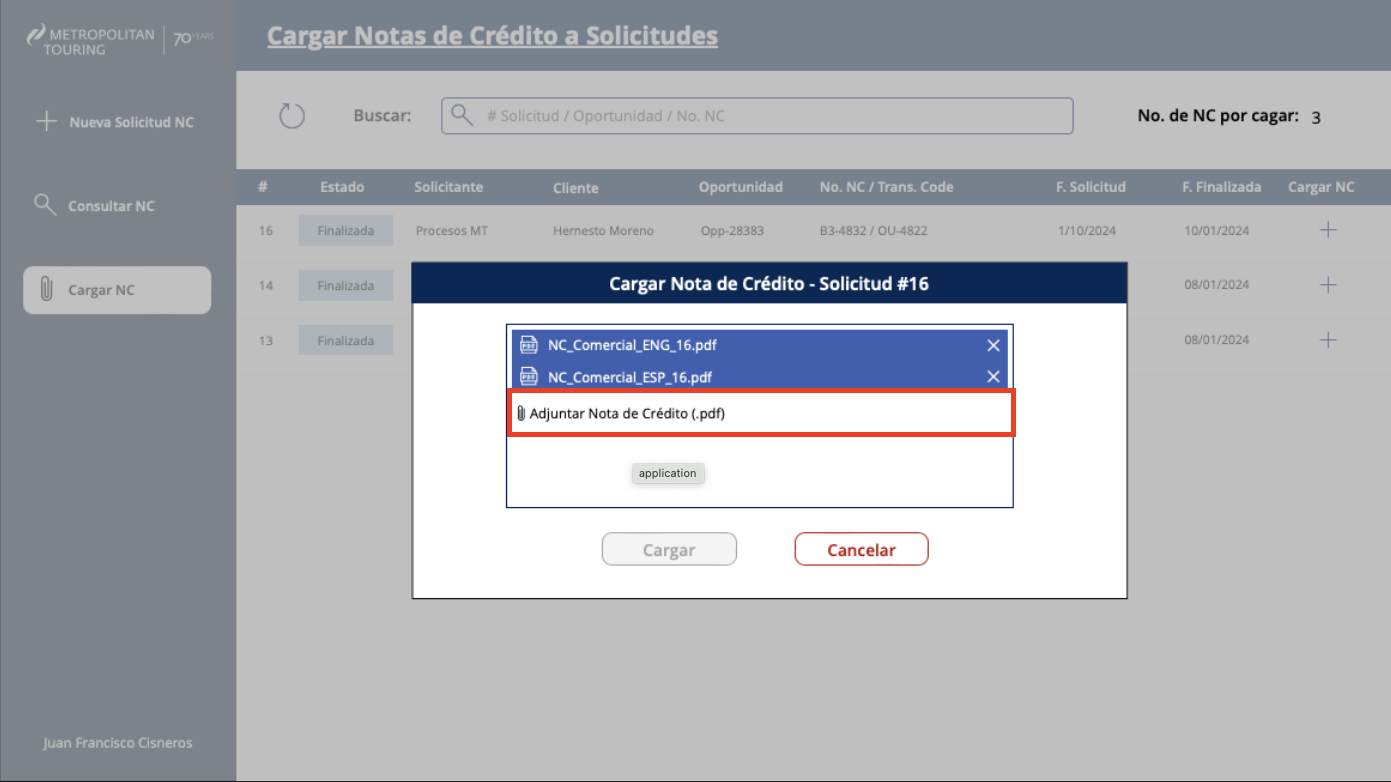 METROPOLITAN
TOURING
70 YEARS
Cargar Notas de Crédito a Solicitudes
Nueva Solicitud NC
Consultar NC
Cargar NC
Juan Francisco Cisneros
Buscar:
# Solicitud / Oportunidad / No. NC
No. de NC por cagar: 3
# Estado Solicitante Cliente Oportunidad No. NC / Trans. Code F. Solicitud F. Finalizada Cargar NC
16 Finalizada Procesos MT Hernesto Moreno Opp-28383 B3-4832 / OU-4822 1/10/2024 10/01/2024
14 Finalizada 08/01/2024
13 Finalizada 08/01/2024
Cargar Nota de Crédito - Solicitud #16
PDF NC_Comercial_ENG_16.pdf
PDF NC_Comercial_ESP_16.pdf
Adjuntar Nota de Crédito (.pdf)
application
Cargar
Cancelar